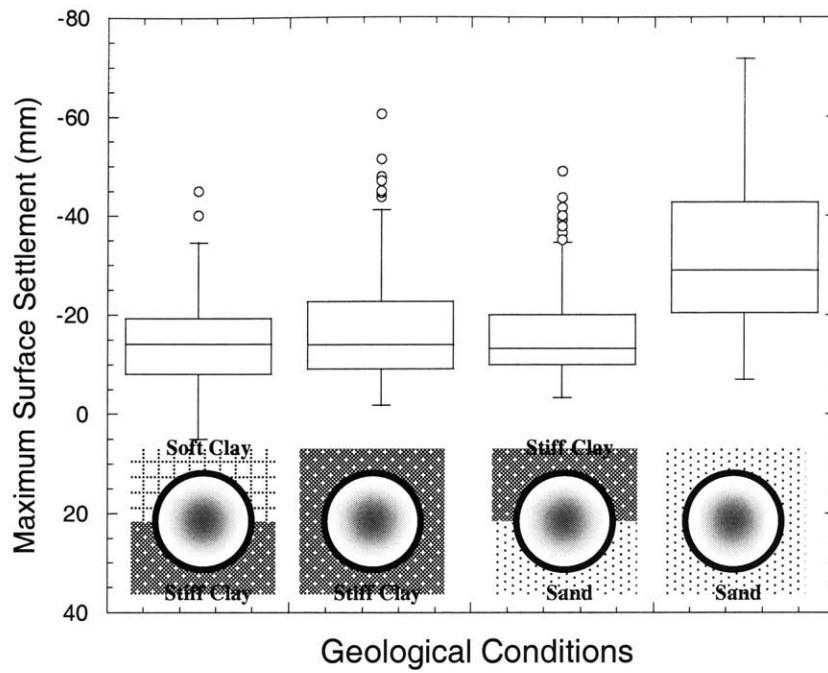 Maximum Surface Settlement (mm)
-80
-60
-40
-20
0
20
40
Soft Clay
Stiff Clay
Stiff Clay
Stiff Clay
Sand
Sand
Geological Conditions